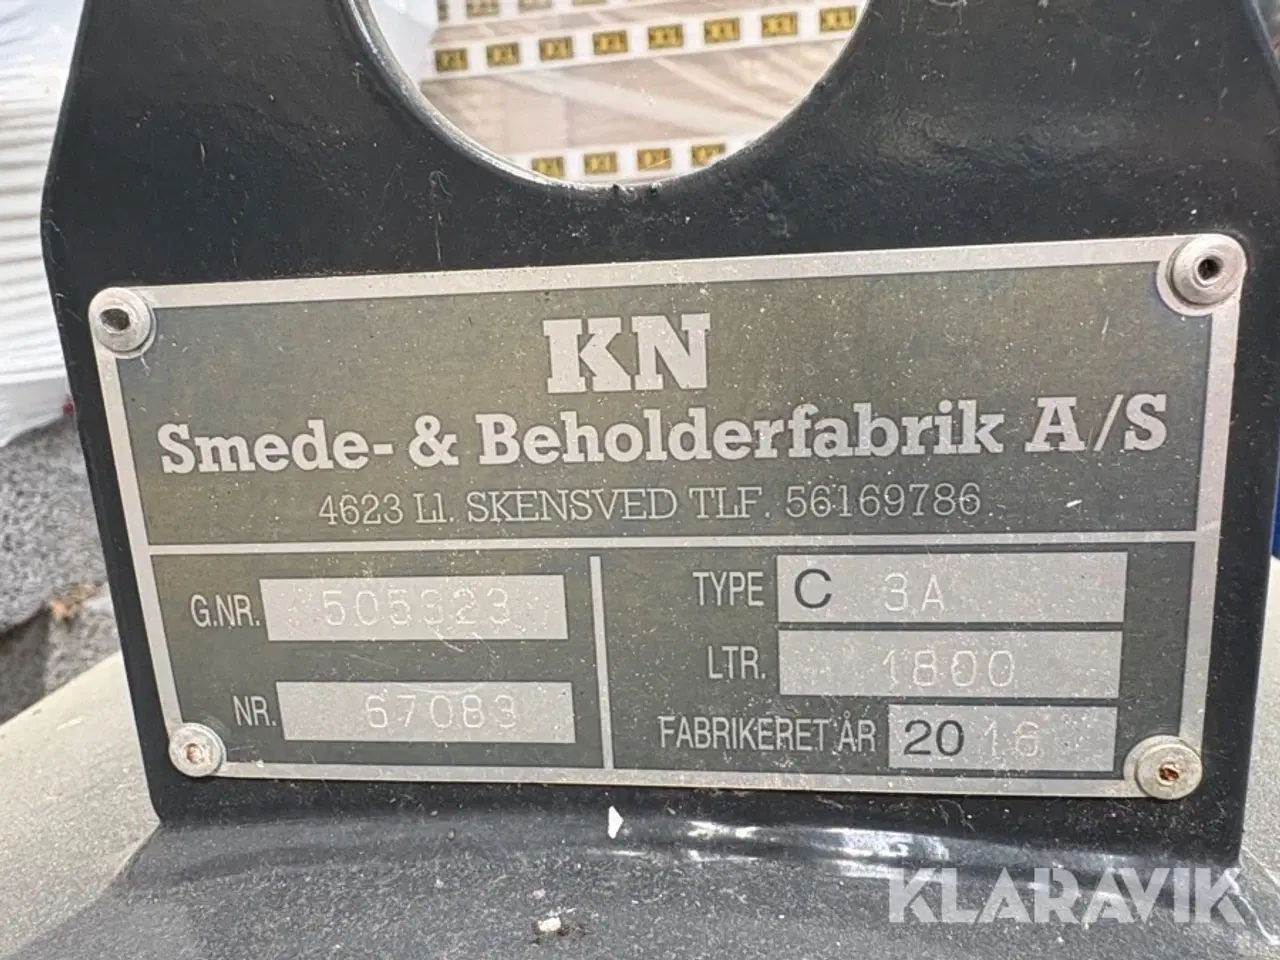 KN
Smede- & Beholderfabrik A/S
4623 Ll. SKENSVED TLF. 56169786
G.NR. 505323
NR. 67083
TYPE C 3A
LTR. 1800
FABRIKERET ÅR 2016
KLARAVIK